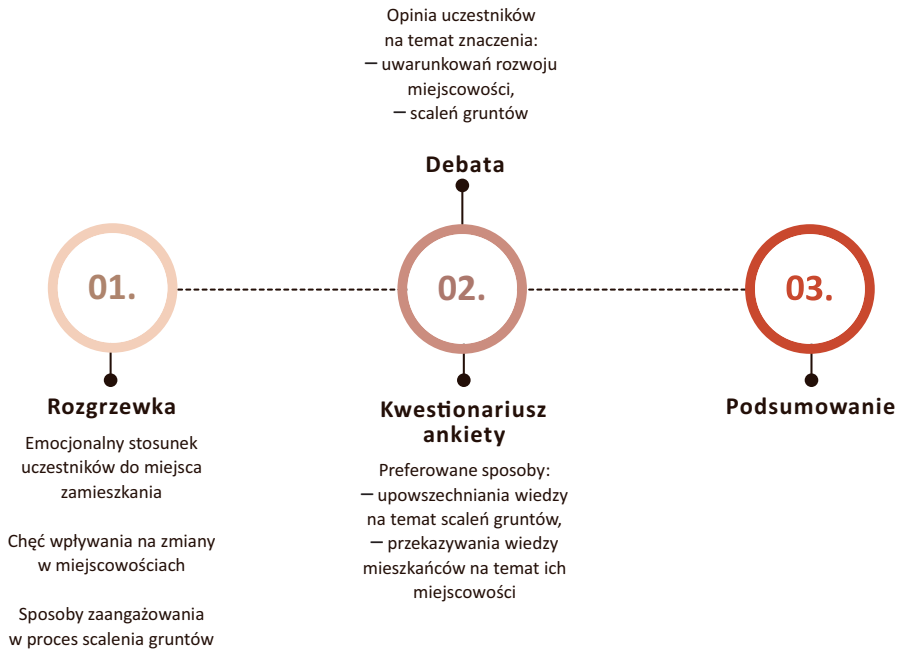 Opinia uczestników
na temat znaczenia:
— uwarunkowań rozwoju
miejscowości,
— scaleń gruntów
Debata
01.
02.
03.
Rozgrzewka
Emocjonalny stosunek
uczestników do miejsca
zamieszkania
Chęć wpływania na zmiany
w miejscowościach
Sposoby zaangażowania
w proces scalenia gruntów
Kwestionariusz
ankiety
Preferowane sposoby:
— upowszechniania wiedzy
na temat scaleń gruntów,
— przekazywania wiedzy
mieszkańców na temat ich
miejscowości
Podsumowanie